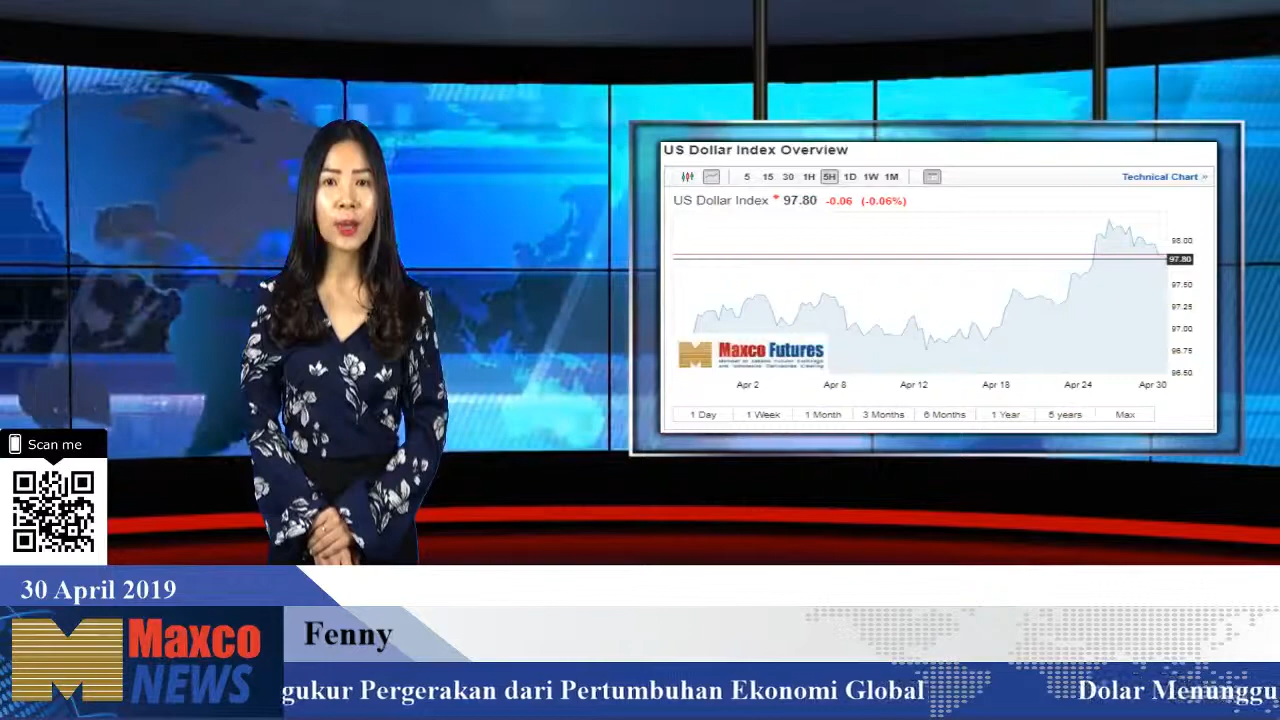 US Dollar Index Overview
5 15 30 1H 5H 1D 1W 1M
Technical Chart »
US Dollar Index * 97.80 -0.06 (-0.06%)
98.00
97.80
97.50
97.25
97.00
96.75
96.50
Maxco Futures
Apr 2 Apr 8 Apr 12 Apr 18 Apr 24 Apr 30
1 Day 1 Week 1 Month 3 Months 6 Months 1 Year 5 years Max
Scan me
30 April 2019
Maxco
NEWS
Fenny
gukur Pergerakan dari Pertumbuhan Ekonomi Global Dolar Menunggu